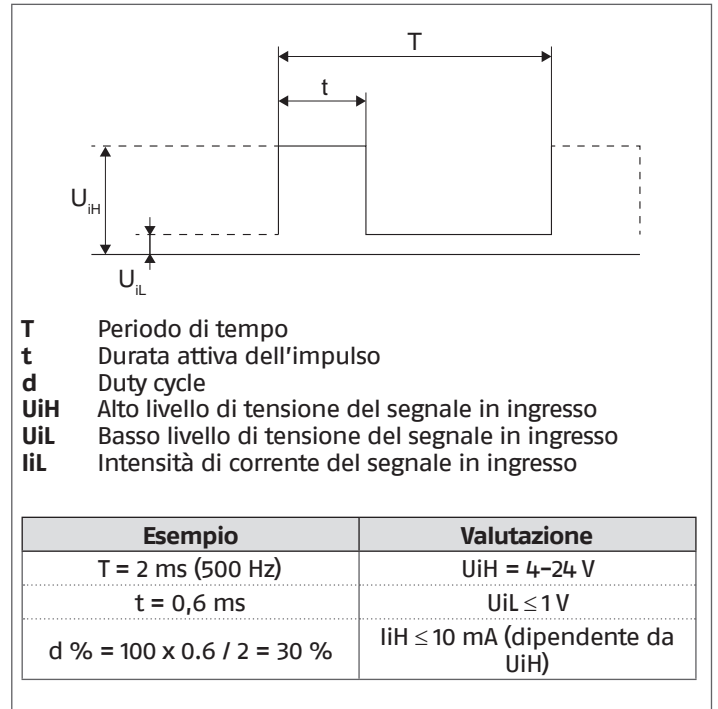 T
t
UiH
UiL
T Periodo di tempo
t Durata attiva dell'impulso
d Duty cycle
UiH Alto livello di tensione del segnale in ingresso
UiL Basso livello di tensione del segnale in ingresso
IiL Intensità di corrente del segnale in ingresso
Esempio Valutazione
T = 2 ms (500 Hz) UiH = 4–24 V
t = 0,6 ms UiL ≤ 1 V
d % = 100 x 0.6 / 2 = 30 % IiH ≤ 10 mA (dipendente da
UiH)